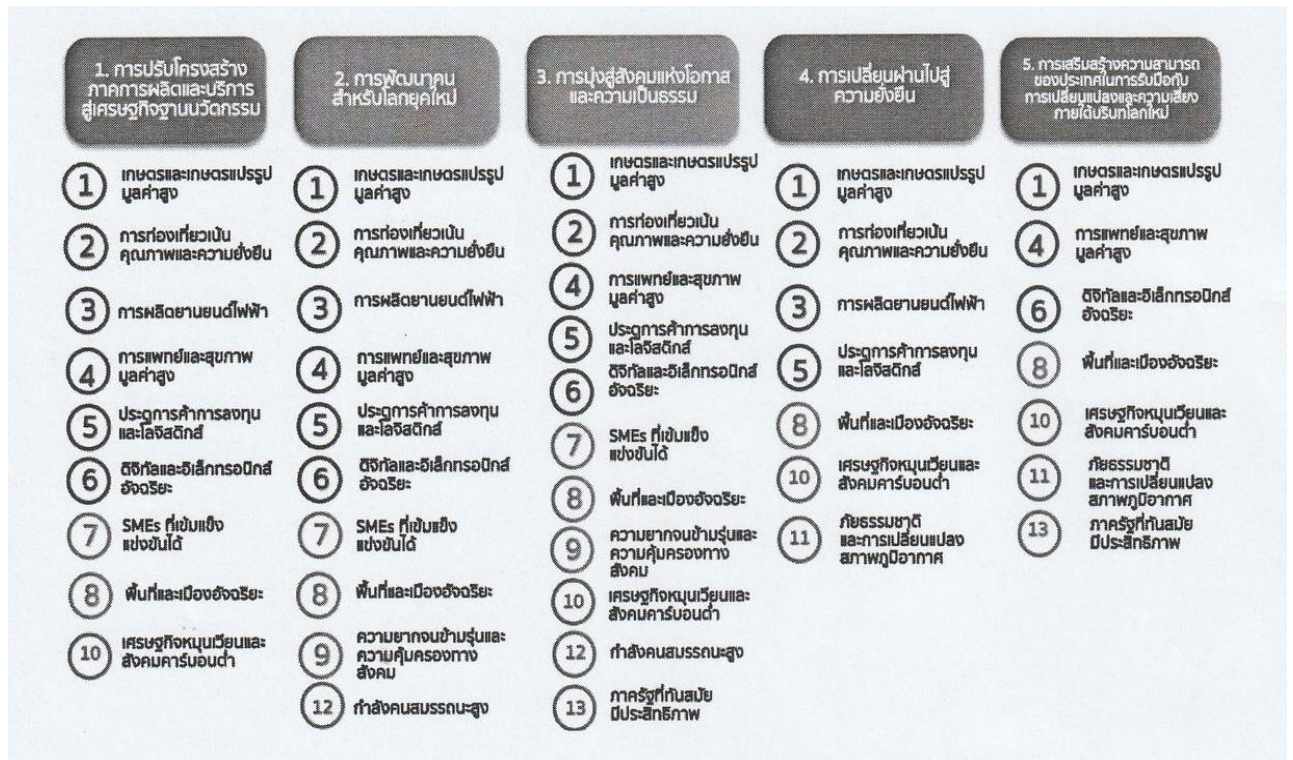 1. การปรับโครงสร้าง
ภาคการผลิตและบริการ
สู่เศรษฐกิจฐานนวัตกรรม
1
เกษตรและเกษตรแปรรูป
มูลค่าสูง
2
การท่องเที่ยวเน้น
คุณภาพและความยั่งยืน
3
การผลิตยานยนต์ไฟฟ้า
4
การแพทย์และสุขภาพ
มูลค่าสูง
5
ประตูการค้าการลงทุน
และโลจิสติกส์
6
ดิจิทัลและอิเล็กทรอนิกส์
อัจฉริยะ
7
SMEs ที่เข้มแข็ง
แข่งขันได้
8
พื้นที่และเมืองอัจฉริยะ
10
เศรษฐกิจหมุนเวียนและ
สังคมคาร์บอนต่ำ
2. การพัฒนาคน
สำหรับโลกยุคใหม่
1
เกษตรและเกษตรแปรรูป
มูลค่าสูง
2
การท่องเที่ยวเน้น
คุณภาพและความยั่งยืน
3
การผลิตยานยนต์ไฟฟ้า
4
การแพทย์และสุขภาพ
มูลค่าสูง
5
ประตูการค้าการลงทุน
และโลจิสติกส์
6
ดิจิทัลและอิเล็กทรอนิกส์
อัจฉริยะ
7
SMEs ที่เข้มแข็ง
แข่งขันได้
8
พื้นที่และเมืองอัจฉริยะ
9
ความยากจนข้ามรุ่นและ
ความคุ้มครองทาง
สังคม
12
กำลังคนสมรรถนะสูง
3. การมุ่งสู่สังคมแห่งโอกาส
และความเป็นธรรม
1
เกษตรและเกษตรแปรรูป
มูลค่าสูง
2
การท่องเที่ยวเน้น
คุณภาพและความยั่งยืน
4
การแพทย์และสุขภาพ
มูลค่าสูง
5
ประตูการค้าการลงทุน
และโลจิสติกส์
6
ดิจิทัลและอิเล็กทรอนิกส์
อัจฉริยะ
7
SMEs ที่เข้มแข็ง
แข่งขันได้
8
พื้นที่และเมืองอัจฉริยะ
9
ความยากจนข้ามรุ่นและ
ความคุ้มครองทาง
สังคม
10
เศรษฐกิจหมุนเวียนและ
สังคมคาร์บอนต่ำ
12
กำลังคนสมรรถนะสูง
13
ภาครัฐที่ทันสมัย
มีประสิทธิภาพ
4. การเปลี่ยนผ่านไปสู่
ความยั่งยืน
1
เกษตรและเกษตรแปรรูป
มูลค่าสูง
2
การท่องเที่ยวเน้น
คุณภาพและความยั่งยืน
3
การผลิตยานยนต์ไฟฟ้า
5
ประตูการค้าการลงทุน
และโลจิสติกส์
8
พื้นที่และเมืองอัจฉริยะ
10
เศรษฐกิจหมุนเวียนและ
สังคมคาร์บอนต่ำ
11
ภัยธรรมชาติ
และการเปลี่ยนแปลง
สภาพภูมิอากาศ
5. การเสริมสร้างความสามารถ
ของประเทศในการรับมือกับ
การเปลี่ยนแปลงและความเสี่ยง
ภายใต้บริบทโลกใหม่
1
เกษตรและเกษตรแปรรูป
มูลค่าสูง
4
การแพทย์และสุขภาพ
มูลค่าสูง
6
ดิจิทัลและอิเล็กทรอนิกส์
อัจฉริยะ
8
พื้นที่และเมืองอัจฉริยะ
10
เศรษฐกิจหมุนเวียนและ
สังคมคาร์บอนต่ำ
11
ภัยธรรมชาติ
และการเปลี่ยนแปลง
สภาพภูมิอากาศ
13
ภาครัฐที่ทันสมัย
มีประสิทธิภาพ